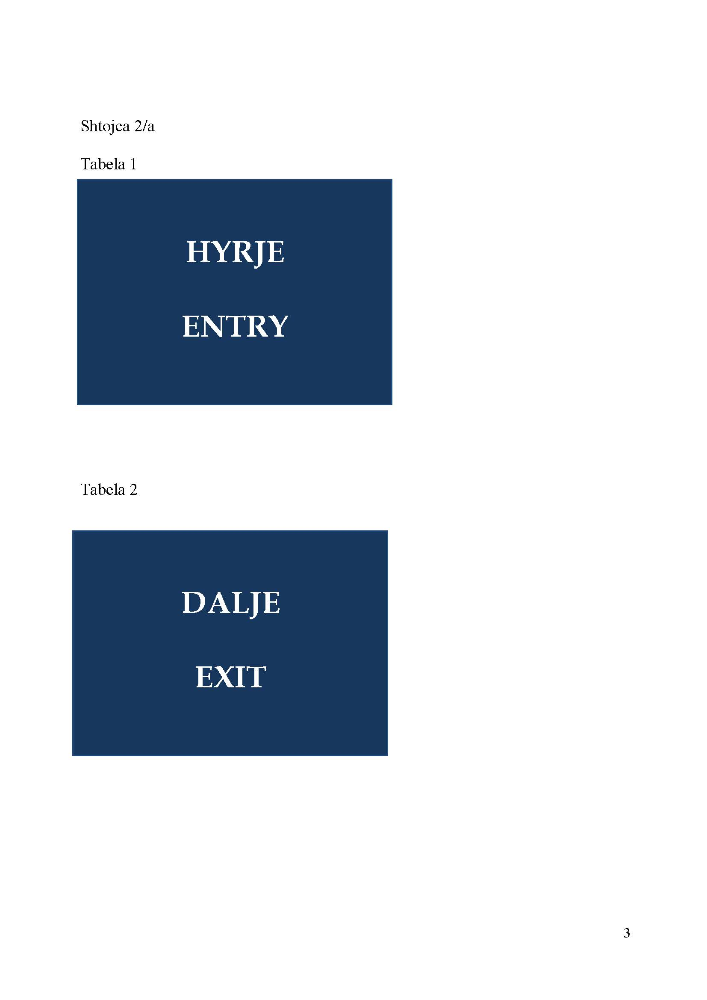 Shtojca 2/a
Tabela 1
HYRJE
ENTRY
Tabela 2
DALJE
EXIT
3